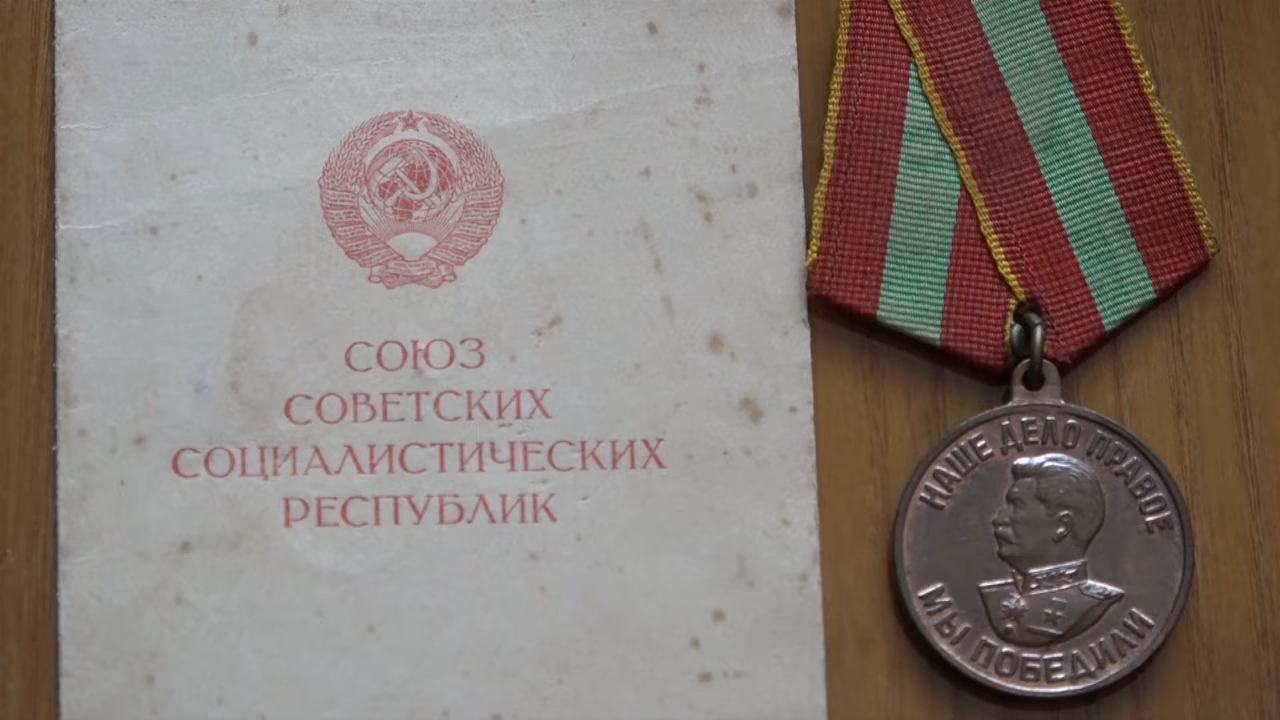 СОЮЗ
СОВЕТСКИХ
СОЦИАЛИСТИЧЕСКИХ
РЕСПУБЛИК
НАШЕ ДЕЛО ПРАВОЕ
МЫ ПОБЕДИЛИ